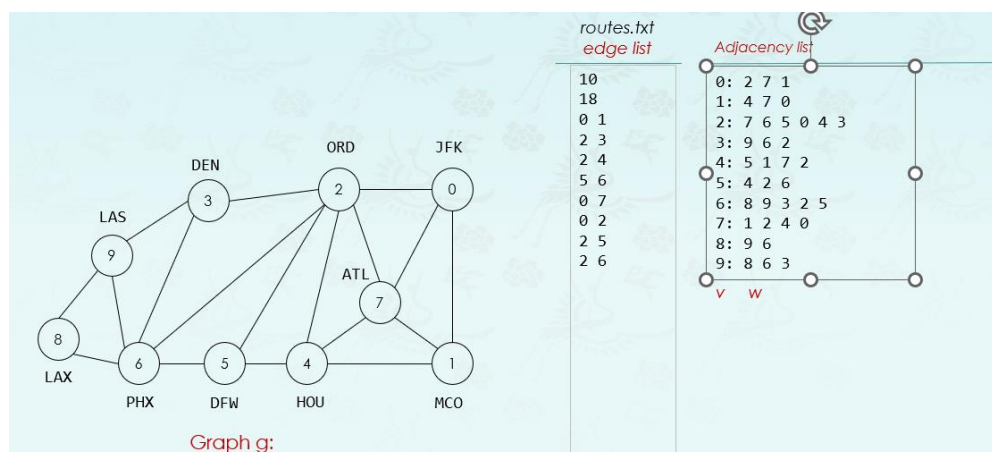 routes.txt
edge list
10
18
0 1
2 3
2 4
5 6
0 7
0 2
2 5
2 6
Adjacency list
0: 2 7 1
1: 4 7 0
2: 7 6 5 0 4 3
3: 9 6 2
4: 5 1 7 2
5: 4 2 6
6: 8 9 3 2 5
7: 1 2 4 0
8: 9 6
9: 8 6 3
v w
ORD
JFK
DEN
2
0
3
LAS
9
ATL
7
8
6
5
4
1
LAX
PHX
DFW
HOU
MCO
Graph g: